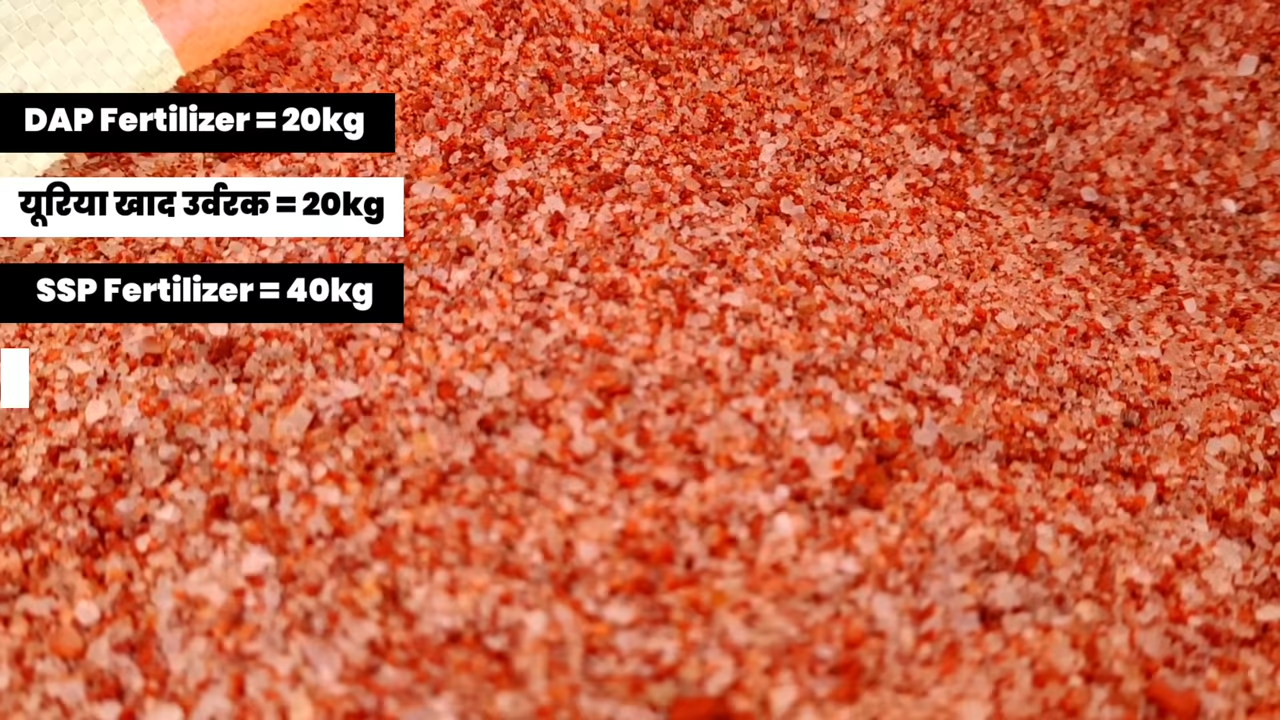 DAP Fertilizer = 20kg
यूरिया खाद उर्वरक = 20kg
SSP Fertilizer = 40kg